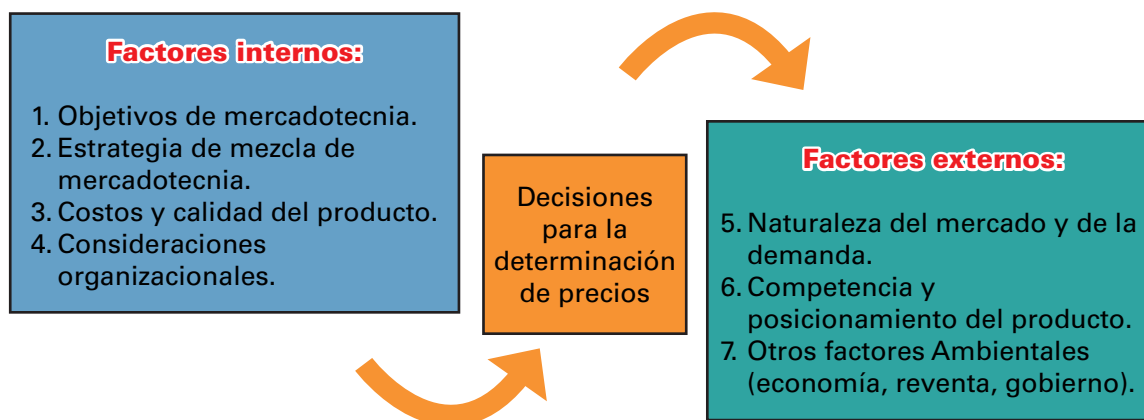 Factores internos:
1. Objetivos de mercadotecnia.
2. Estrategia de mezcla de
mercadotecnia.
3. Costos y calidad del producto.
4. Consideraciones
organizacionales.
Decisiones
para la
determinación
de precios
Factores externos:
5. Naturaleza del mercado y de la
demanda.
6. Competencia y
posicionamiento del producto.
7. Otros factores Ambientales
(economía, reventa, gobierno).